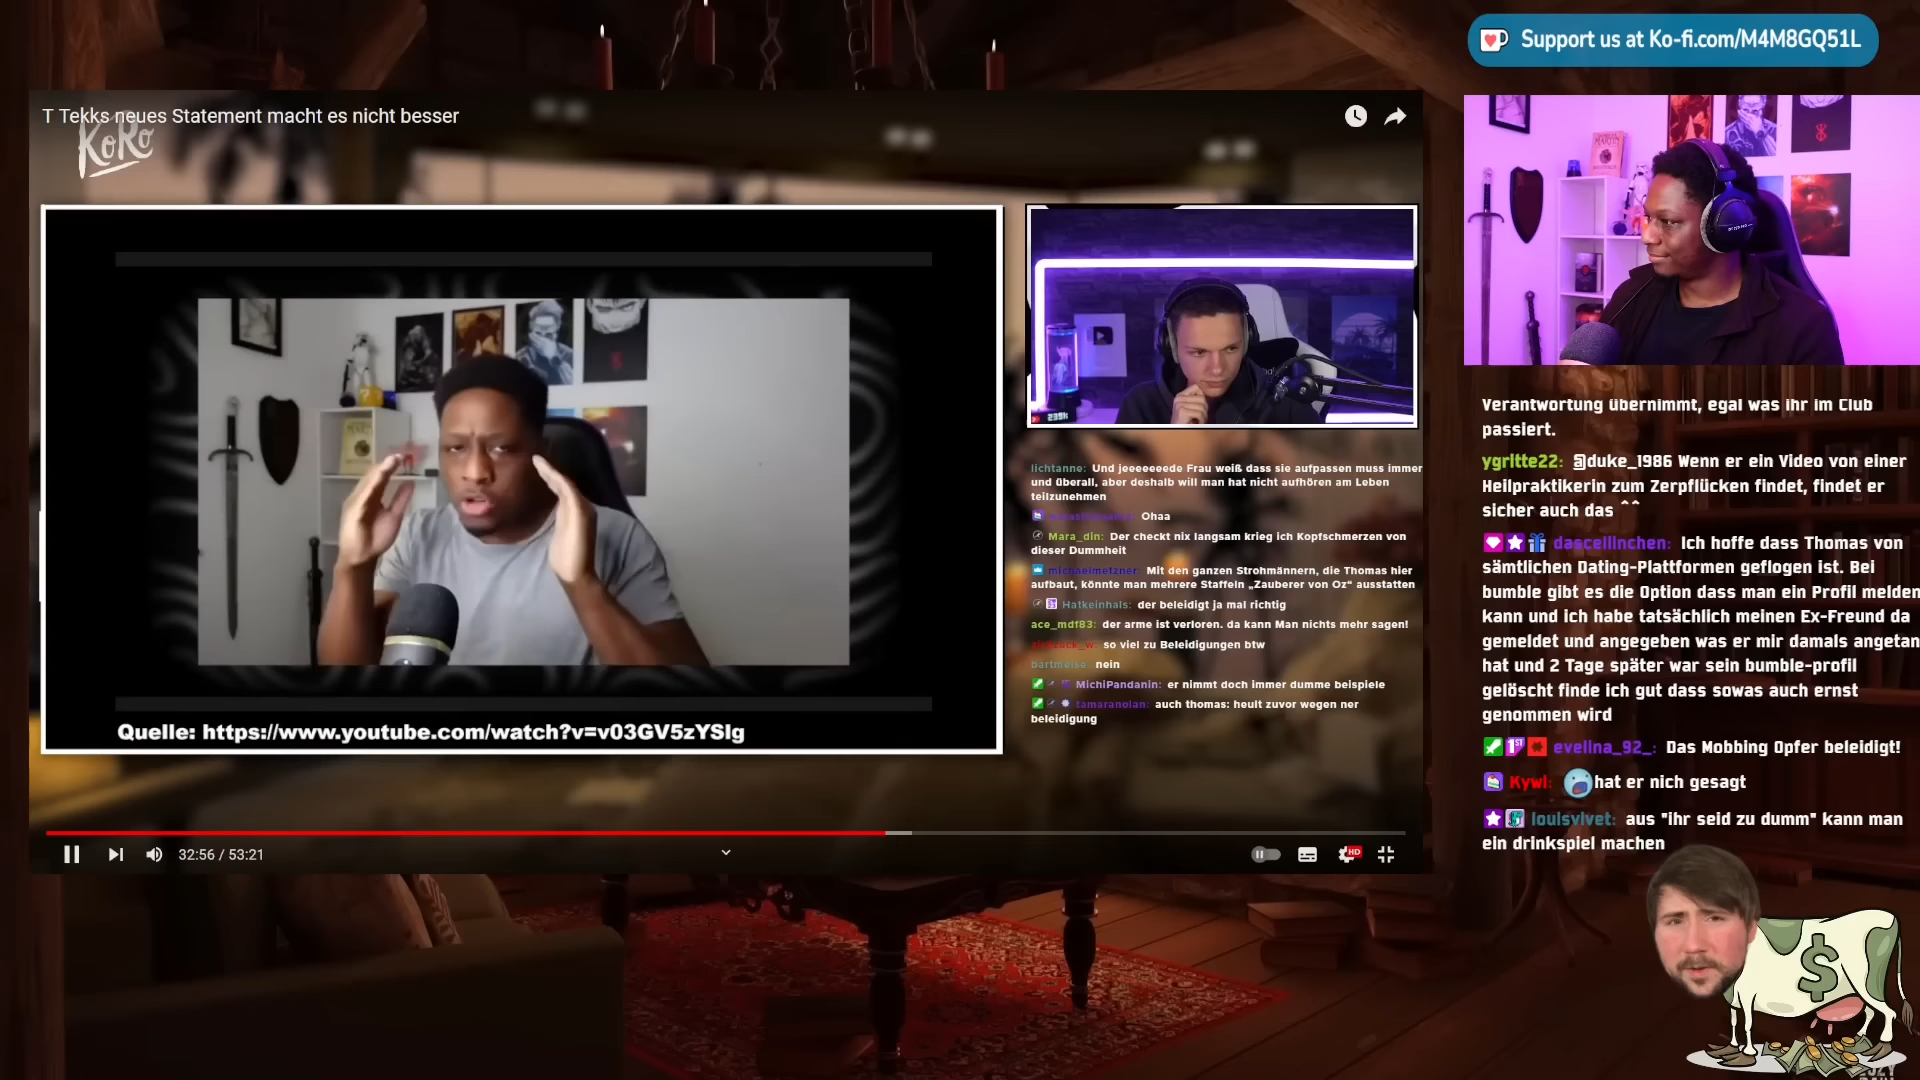 Support us at Ko-fi.com/M4M8GQ51L
T Tekks neues Statement macht es nicht besser
KoRo
Quelle: https://www.youtube.com/watch?v=v03GV5zYSIg
239k
lichtanne: Und jeeeeeeede Frau weiß dass sie aufpassen muss immer
und überall, aber deshalb will man hat nicht aufhören am Leben
teilzunehmen
Ohaa
Mara_din: Der checkt nix langsam krieg ich Kopfschmerzen von
dieser Dummheit
michaelmetzner: Mit den ganzen Strohmännern, die Thomas hier
aufbaut, könnte man mehrere Staffeln „Zauberer von Oz“ ausstatten
Hatkeinhals: der beleidigt ja mal richtig
ace_mdf83: der arme ist verloren. da kann Man nichts mehr sagen!
so viel zu Beleidigungen btw
bartmeise: nein
MichiPandanin: er nimmt doch immer dumme beispiele
tamaranolan: auch thomas: heult zuvor wegen ner
beleidigung
32:56 / 53:21
HD
Verantwortung übernimmt, egal was ihr im Club
passiert.
ygritte22: @duke_1986 Wenn er ein Video von einer
Heilpraktikerin zum Zerpflücken findet, findet er
sicher auch das ^^
dascellinchen: Ich hoffe dass Thomas von
sämtlichen Dating-Plattformen geflogen ist. Bei
bumble gibt es die Option dass man ein Profil melden
kann und ich habe tatsächlich meinen Ex-Freund da
gemeldet und angegeben was er mir damals angetan
hat und 2 Tage später war sein bumble-profil
gelöscht finde ich gut dass sowas auch ernst
genommen wird
1ST evelina_92_: Das Mobbing Opfer beleidigt!
Kywi: hat er nich gesagt
louisvlvet: aus "ihr seid zu dumm" kann man
ein drinkspiel machen
$